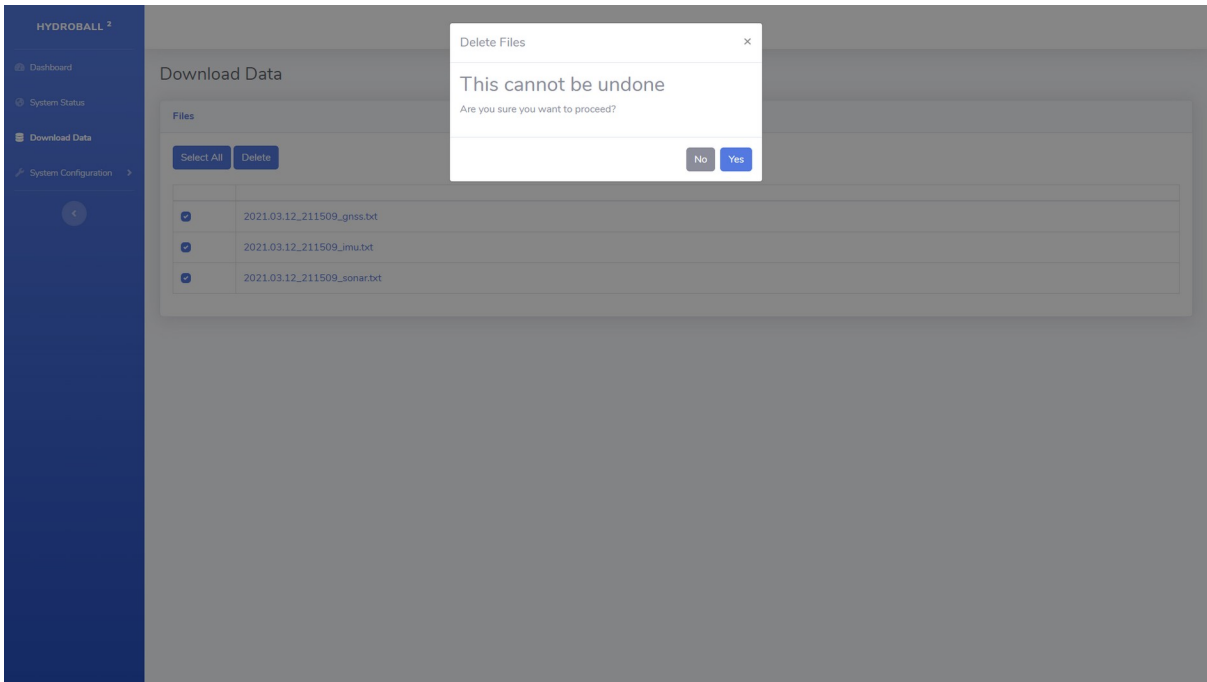 HYDROBALL ²
Dashboard
System Status
Download Data
System Configuration
Download Data
Files
Select All Delete
2021.03.12_211509_gnss.txt
2021.03.12_211509_imu.txt
2021.03.12_211509_sonar.txt
Delete Files ×
This cannot be undone
Are you sure you want to proceed?
No Yes